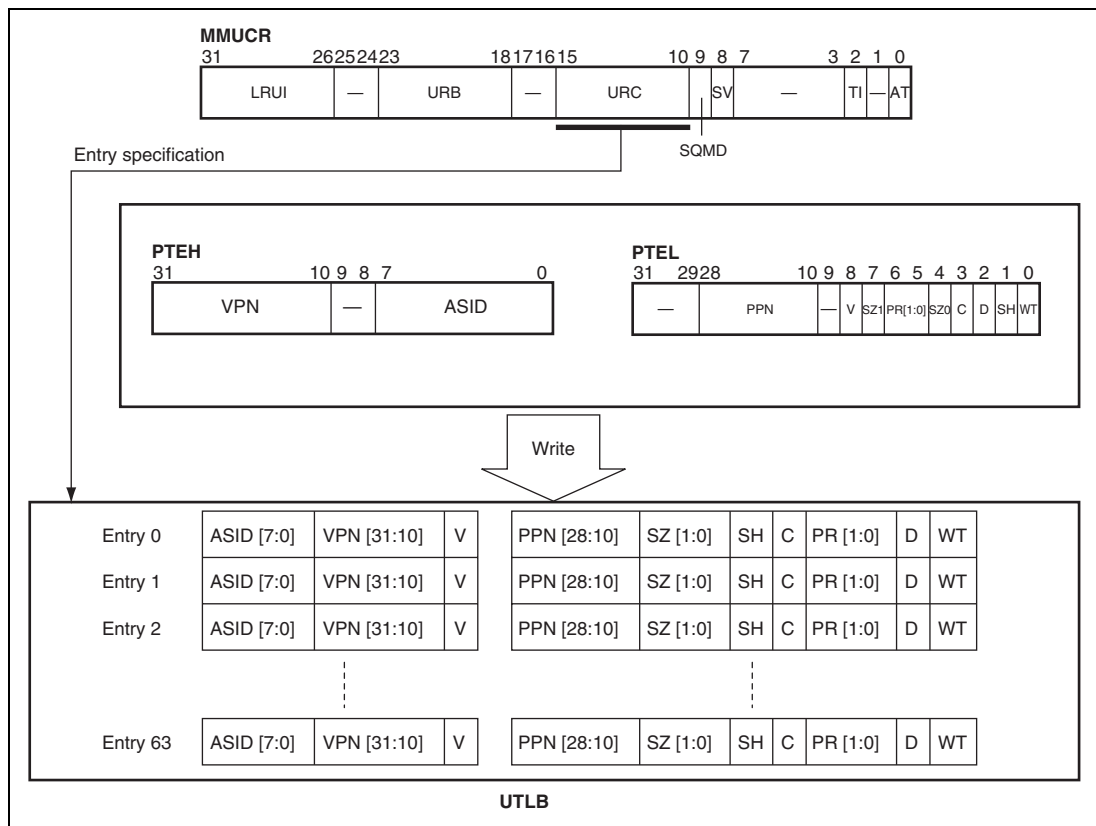 MMUCR
31 26 25 24 23 18 17 16 15 10 9 8 7 3 2 1 0
LRUI — URB — URC SV — TI — AT
SQMD
Entry specification
PTEH
31 10 9 8 7 0
VPN — ASID
PTEL
31 29 28 10 9 8 7 6 5 4 3 2 1 0
— PPN — V SZ1 PR[1:0] SZ0 C D SH WT
Write
Entry 0 ASID [7:0] VPN [31:10] V PPN [28:10] SZ [1:0] SH C PR [1:0] D WT
Entry 1 ASID [7:0] VPN [31:10] V PPN [28:10] SZ [1:0] SH C PR [1:0] D WT
Entry 2 ASID [7:0] VPN [31:10] V PPN [28:10] SZ [1:0] SH C PR [1:0] D WT
Entry 63 ASID [7:0] VPN [31:10] V PPN [28:10] SZ [1:0] SH C PR [1:0] D WT
UTLB